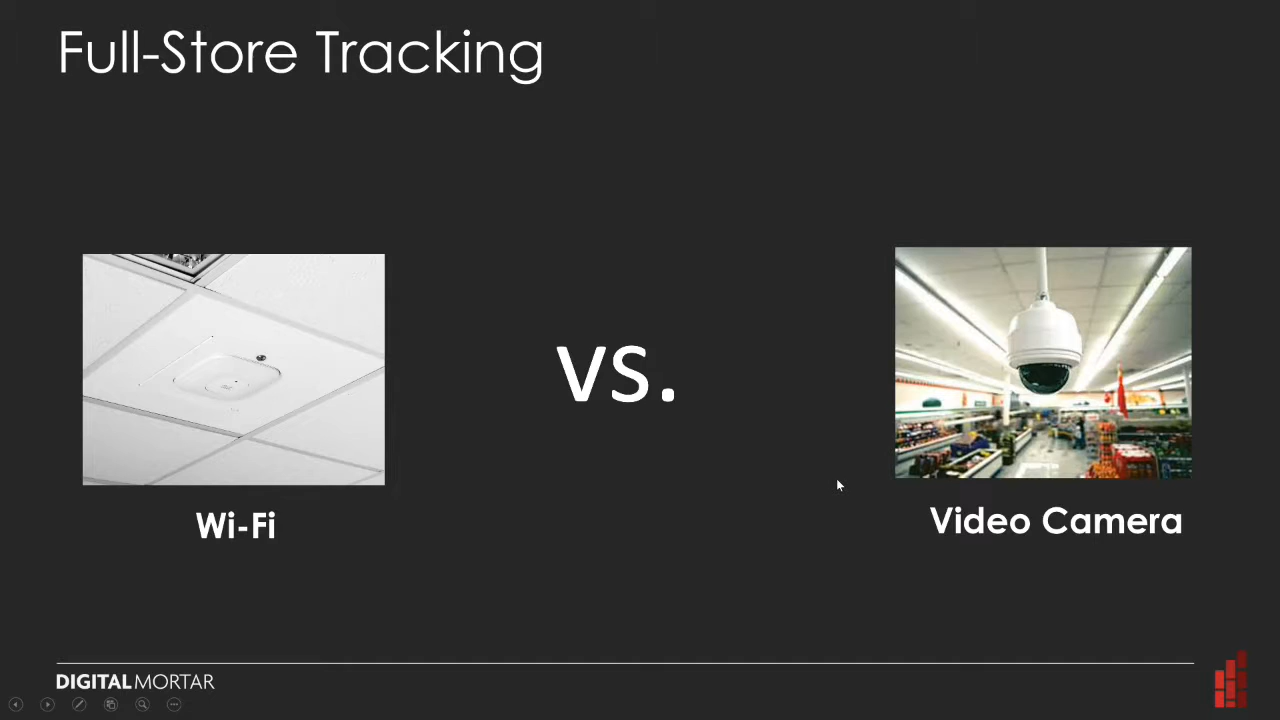 Full-Store Tracking
vs.
Wi-Fi
Video Camera
DIGITALMORTAR